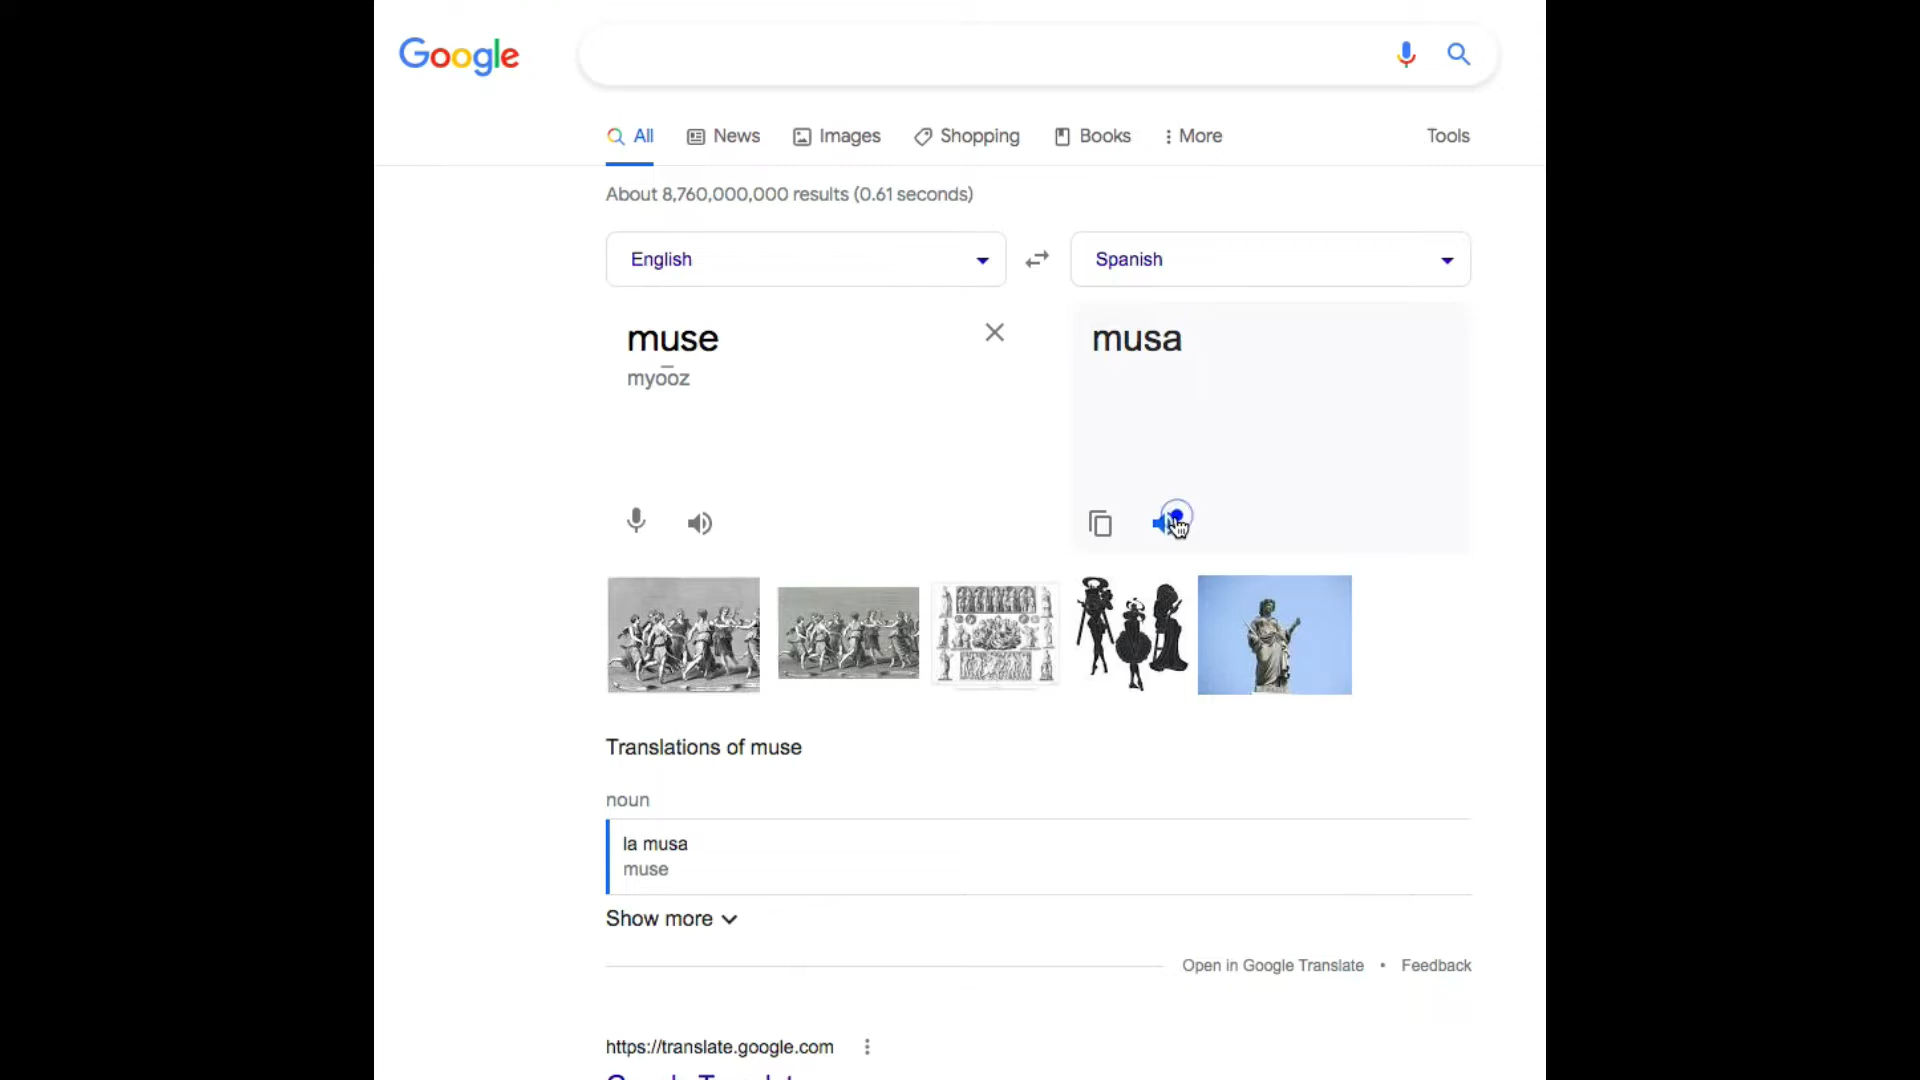 Google
All News Images Shopping Books More Tools
About 8,760,000,000 results (0.61 seconds)
English Spanish
muse musa
myo͞oz
Translations of muse
noun
la musa
muse
Show more
Open in Google Translate • Feedback
https://translate.google.com